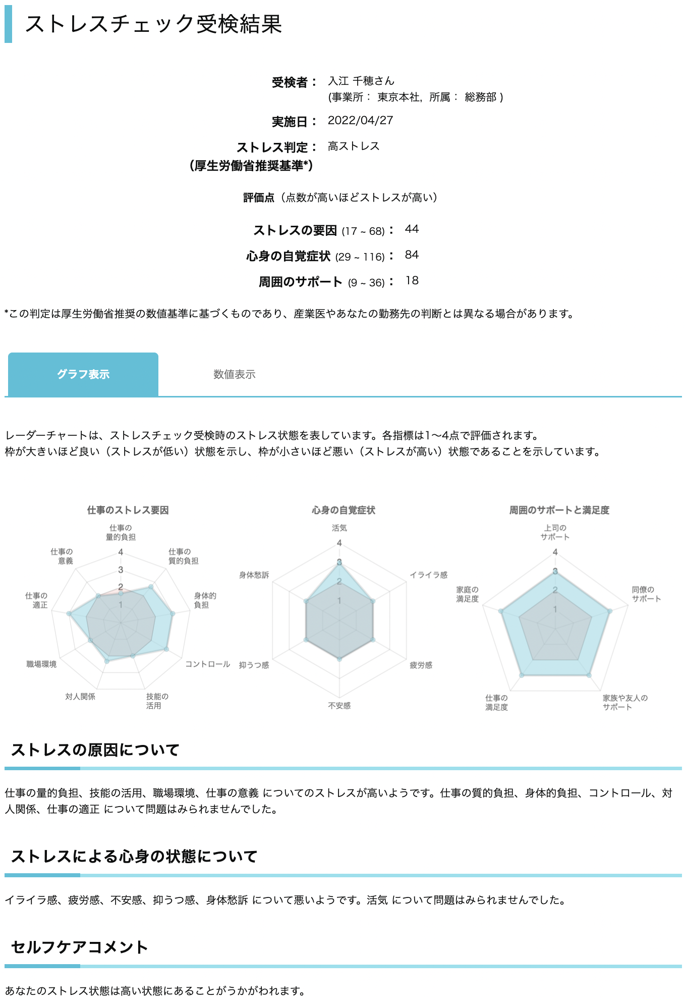 ストレスチェック受検結果
受検者： 入江 千穂さん
(事業所： 東京本社, 所属： 総務部 )
実施日： 2022/04/27
ストレス判定： 高ストレス
（厚生労働省推奨基準*）
評価点（点数が高いほどストレスが高い）
ストレスの要因 (17 ~ 68)： 44
心身の自覚症状 (29 ~ 116)： 84
周囲のサポート (9 ~ 36)： 18
*この判定は厚生労働省推奨の数値基準に基づくものであり、産業医やあなたの勤務先の判断とは異なる場合があります。
グラフ表示 数値表示
レーダーチャートは、ストレスチェック受検時のストレス状態を表しています。各指標は1〜4点で評価されます。
枠が大きいほど良い（ストレスが低い）状態を示し、枠が小さいほど悪い（ストレスが高い）状態であることを示しています。
仕事のストレス要因
仕事の
量的負担
仕事の
質的負担
身体的
負担
コントロール
技能の
活用
対人関係
職場環境
仕事の
適正
仕事の
意義
4
3
2
1
心身の自覚症状
活気
イライラ感
疲労感
不安感
抑うつ感
身体愁訴
4
3
2
1
周囲のサポートと満足度
上司の
サポート
同僚の
サポート
家族や友人の
サポート
仕事の
満足度
家庭の
満足度
4
3
2
1
ストレスの原因について
仕事の量的負担、技能の活用、職場環境、仕事の意義 についてのストレスが高いようです。仕事の質的負担、身体的負担、コントロール、対
人関係、仕事の適正 について問題はみられませんでした。
ストレスによる心身の状態について
イライラ感、疲労感、不安感、抑うつ感、身体愁訴 について悪いようです。活気 について問題はみられませんでした。
セルフケアコメント
あなたのストレス状態は高い状態にあることがうかがわれます。